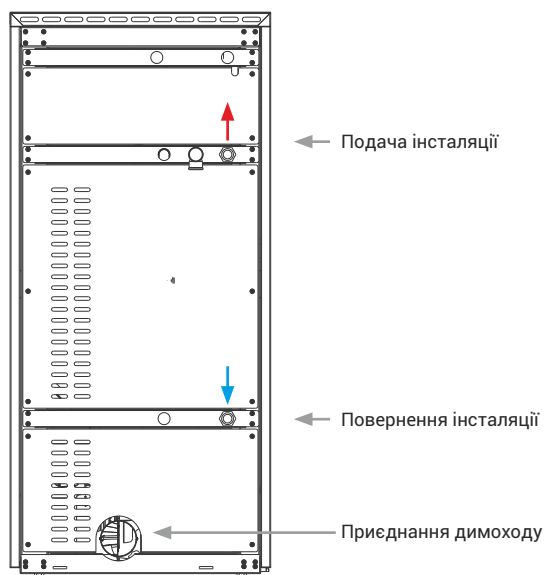 Подача інсталяції
Повернення інсталяції
Приєднання димоходу